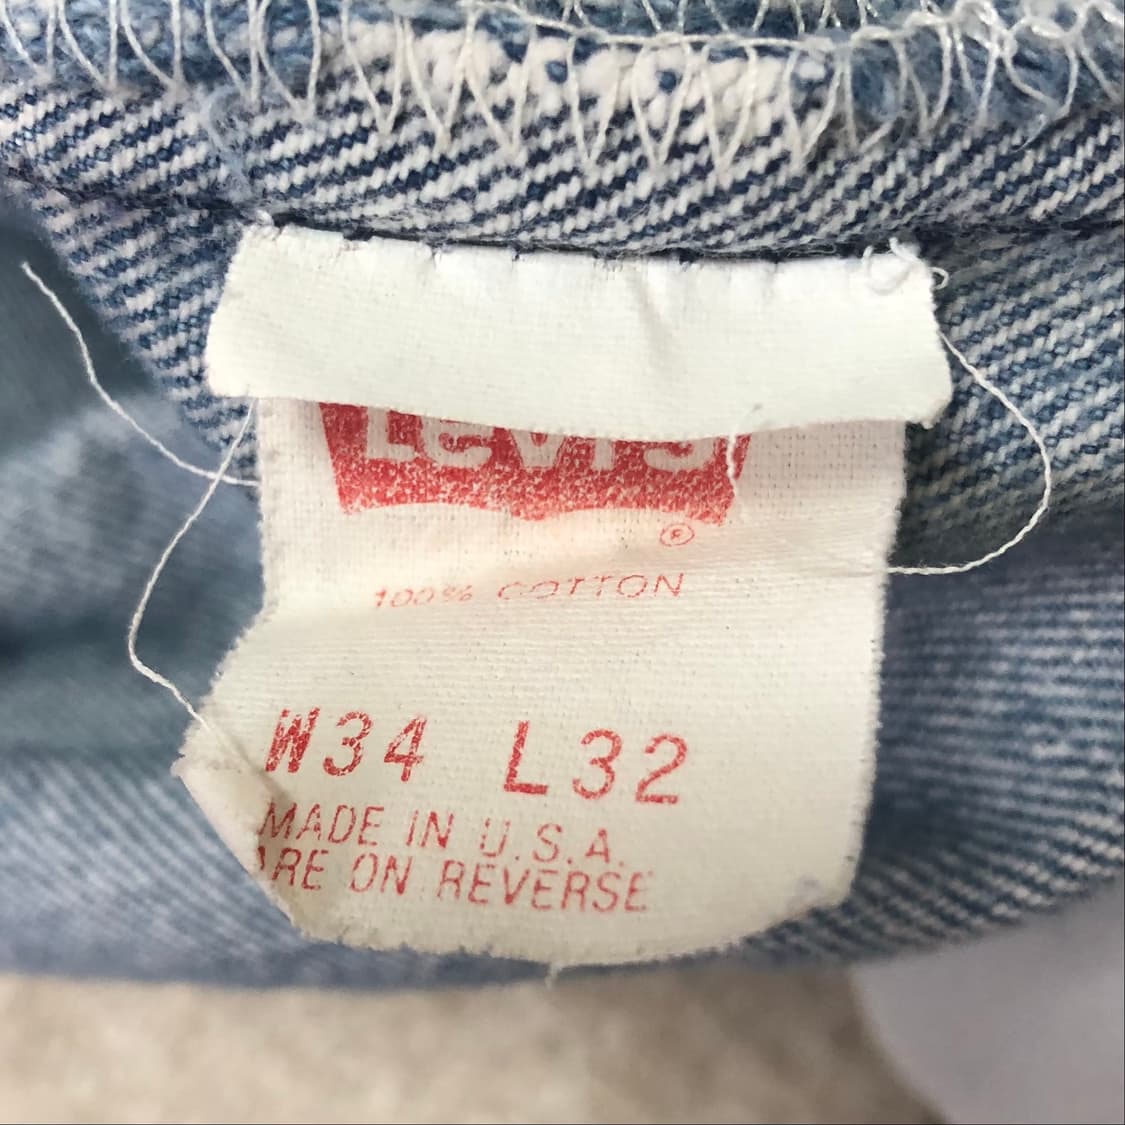 Levi's
®
100% COTTON
W34 L32
MADE IN U.S.A.
ARE ON REVERSE